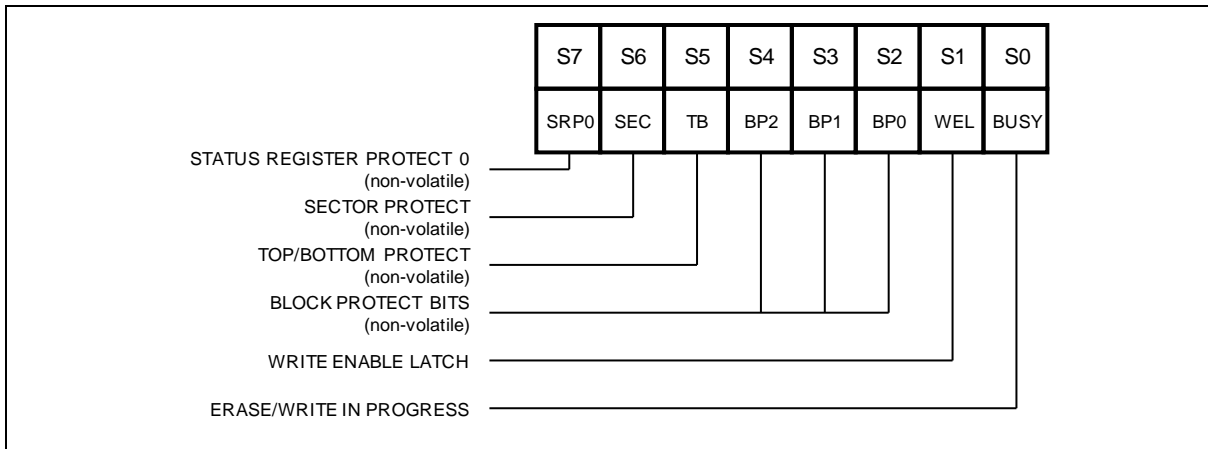 S7 S6 S5 S4 S3 S2 S1 S0
SRP0 SEC TB BP2 BP1 BP0 WEL BUSY
STATUS REGISTER PROTECT 0
(non-volatile)
SECTOR PROTECT
(non-volatile)
TOP/BOTTOM PROTECT
(non-volatile)
BLOCK PROTECT BITS
(non-volatile)
WRITE ENABLE LATCH
ERASE/WRITE IN PROGRESS